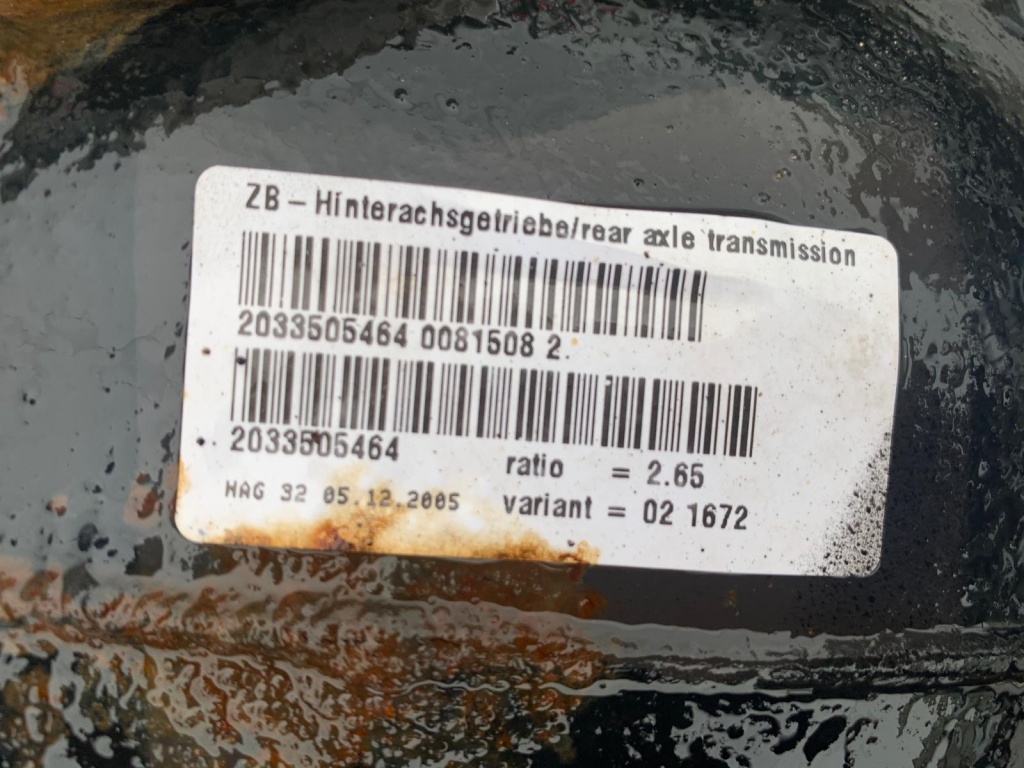 ZB – Hinterachsgetriebe/rear axle transmission
2033505464 0081508 2.
2033505464
ratio = 2.65
HAG 32 05.12.2005
variant = 02 1672